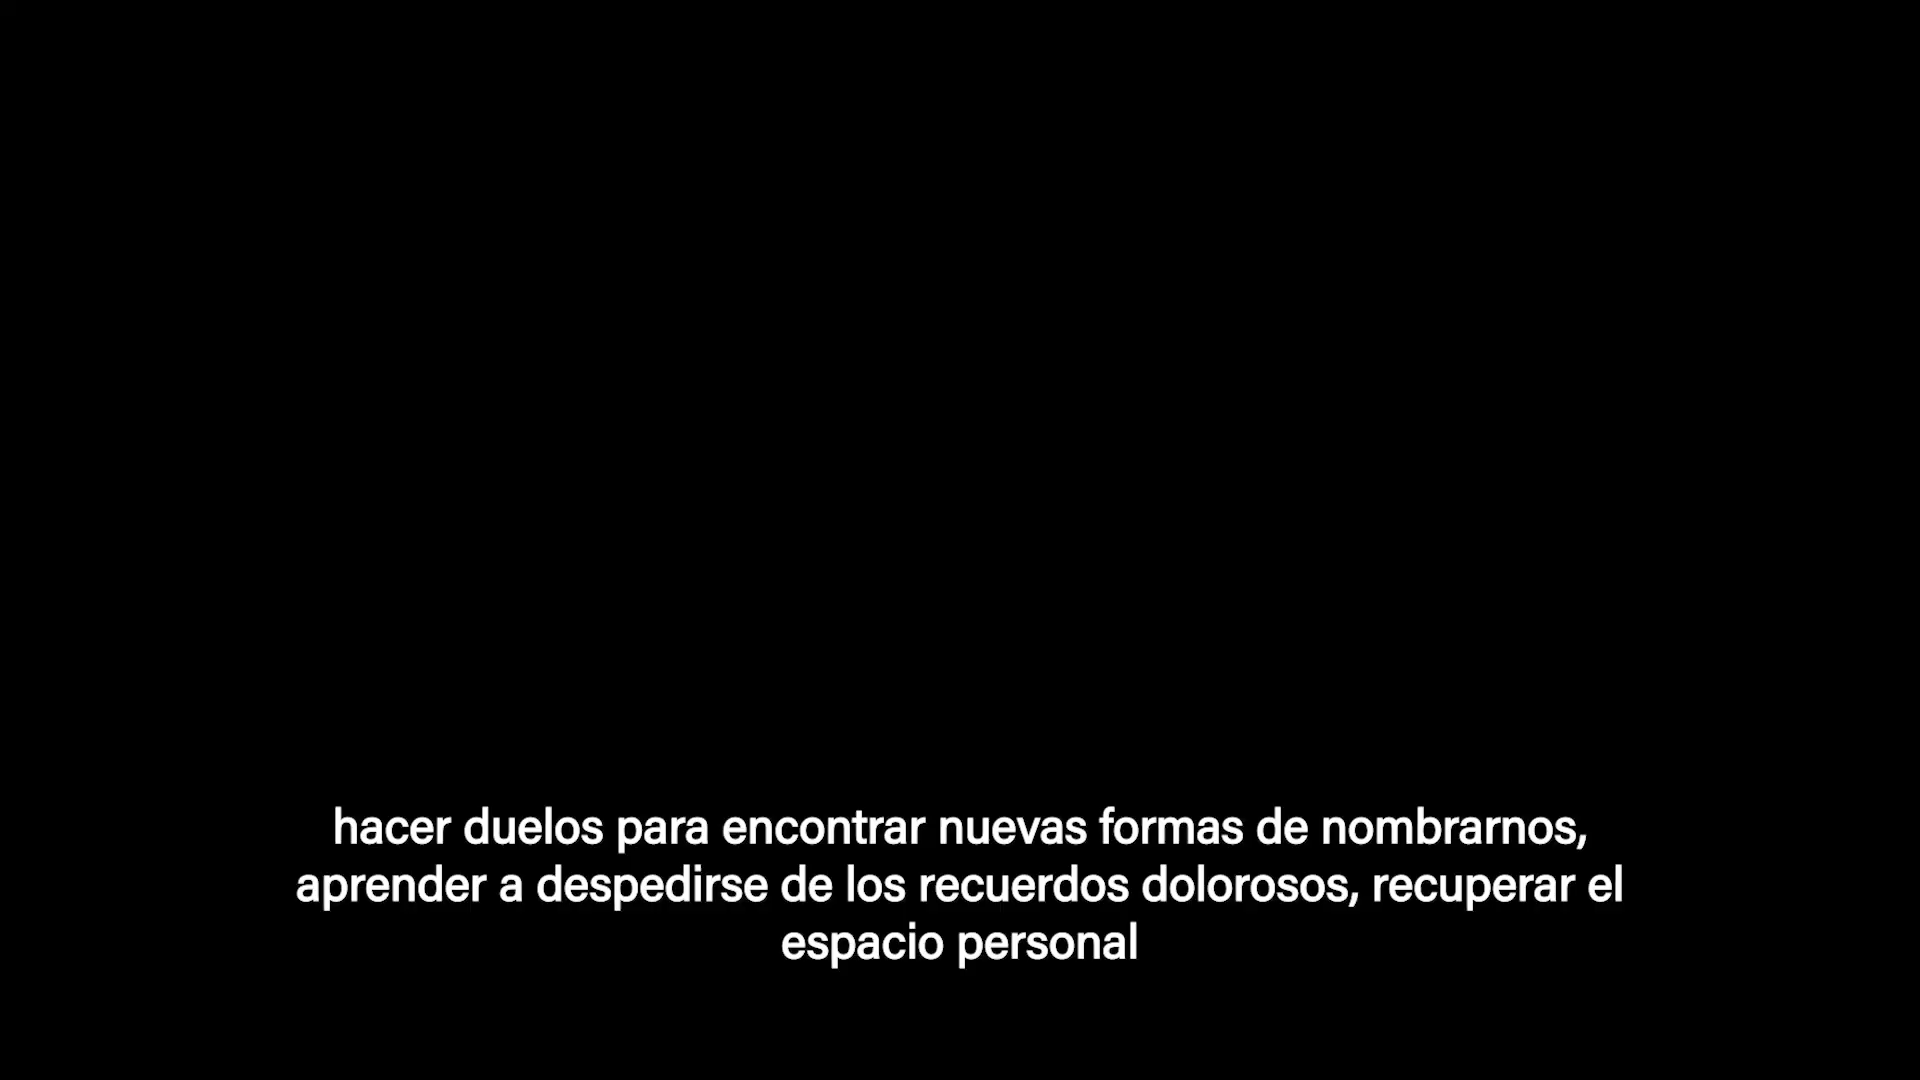 hacer duelos para encontrar nuevas formas de nombrarnos,
aprender a despedirse de los recuerdos dolorosos, recuperar el
espacio personal